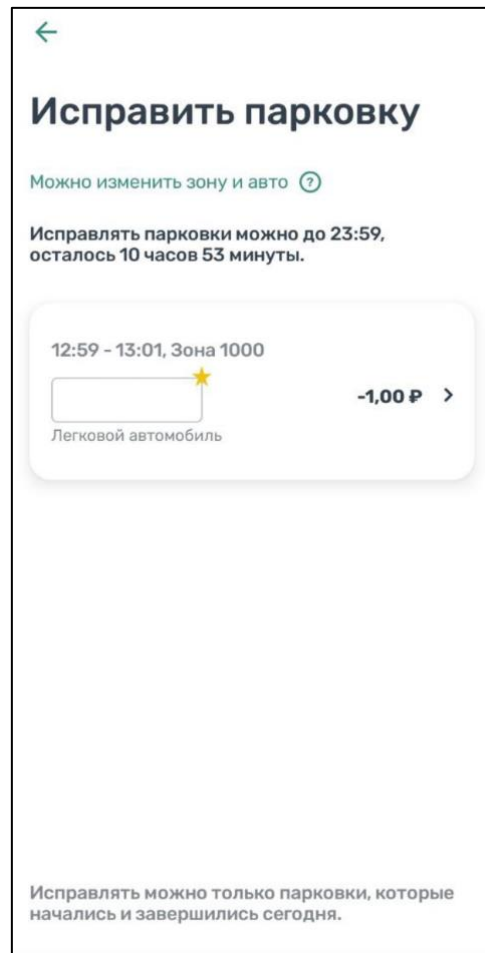 Исправить парковку
Можно изменить зону и авто ?
Исправлять парковки можно до 23:59,
осталось 10 часов 53 минуты.
12:59 - 13:01, Зона 1000
-1,00 ₽
Легковой автомобиль
Исправлять можно только парковки, которые
начались и завершились сегодня.